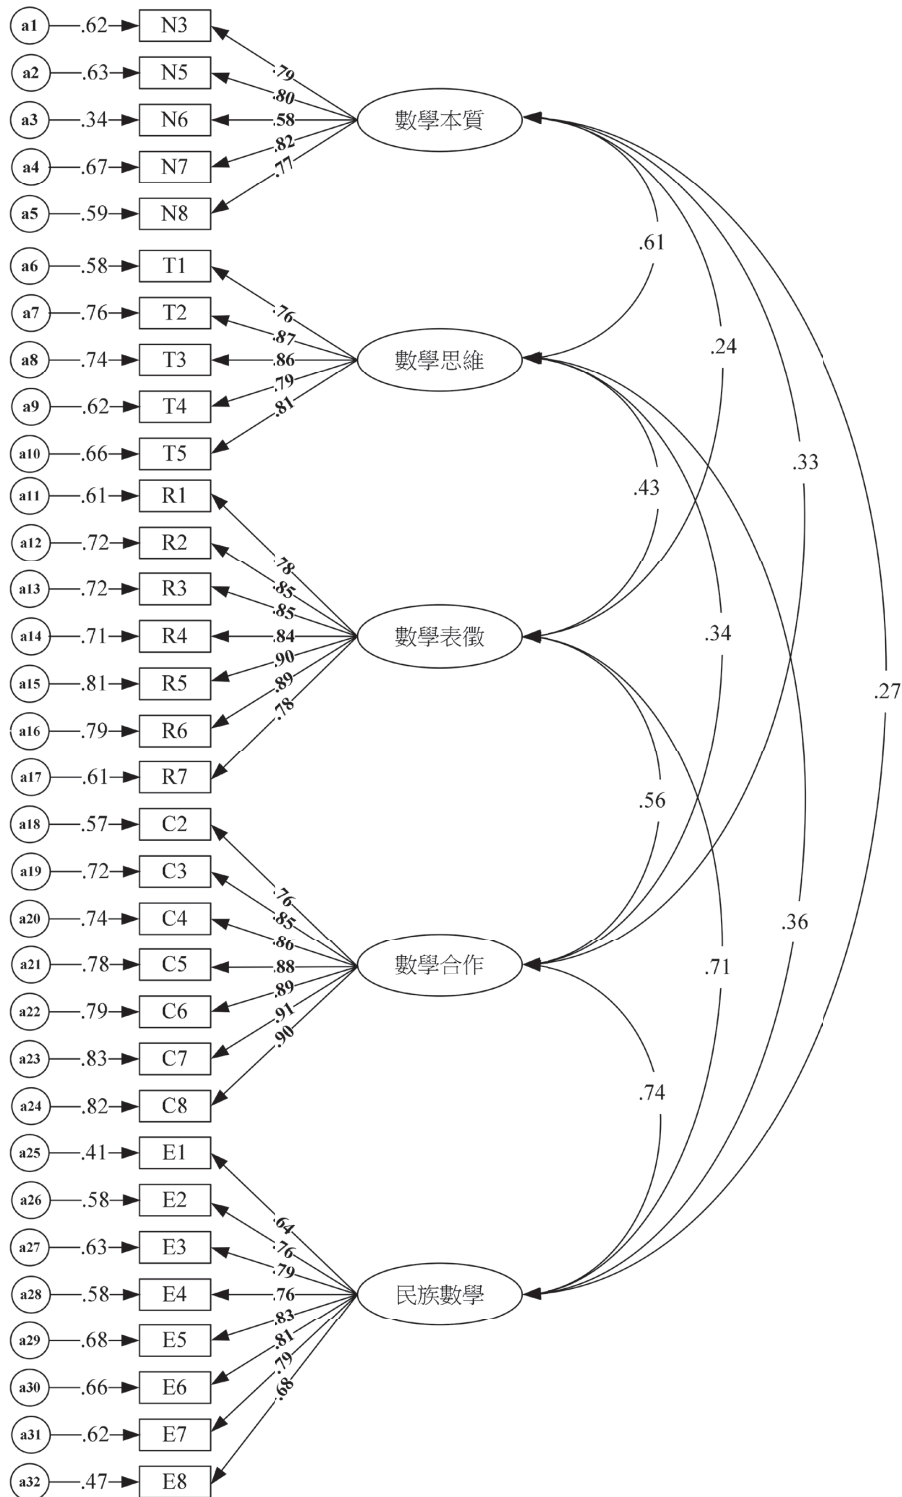 a1 .62 N3
a2 .63 N5
a3 .34 N6
a4 .67 N7
a5 .59 N8
.79
.80
.58
.82
.77
數學本質
a6 .58 T1
a7 .76 T2
a8 .74 T3
a9 .62 T4
a10 .66 T5
.76
.87
.86
.79
.81
數學思維
a11 .61 R1
a12 .72 R2
a13 .72 R3
a14 .71 R4
a15 .81 R5
a16 .79 R6
a17 .61 R7
.78
.85
.85
.84
.90
.89
.78
數學表徵
a18 .57 C2
a19 .72 C3
a20 .74 C4
a21 .78 C5
a22 .79 C6
a23 .83 C7
a24 .82 C8
.76
.85
.86
.88
.89
.91
.90
數學合作
a25 .41 E1
a26 .58 E2
a27 .63 E3
a28 .58 E4
a29 .68 E5
a30 .66 E6
a31 .62 E7
a32 .47 E8
.64
.76
.79
.76
.83
.81
.79
.68
民族數學
.61
.24
.33
.43
.34
.27
.56
.36
.71
.74